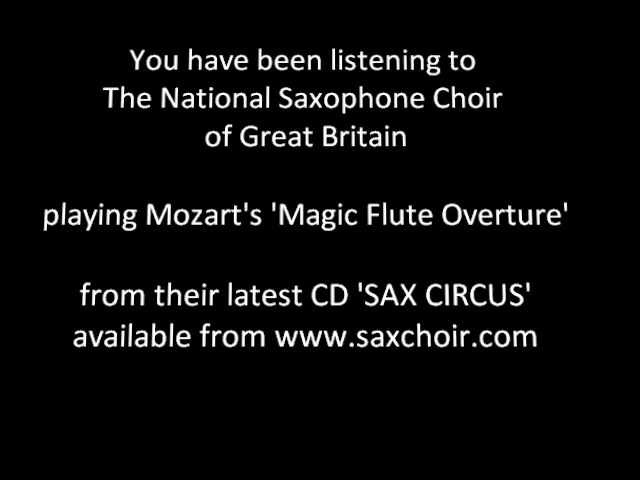 You have been listening to
The National Saxophone Choir
of Great Britain
playing Mozart's 'Magic Flute Overture'
from their latest CD 'SAX CIRCUS'
available from www.saxchoir.com